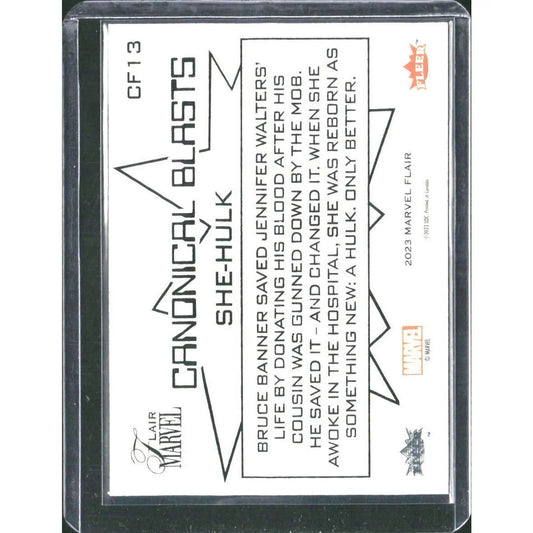 CF13
FLAIR
MARVEL
CANONICAL BLASTS
SHE-HULK
BRUCE BANNER SAVED JENNIFER WALTERS'
LIFE BY DONATING HIS BLOOD AFTER HIS
COUSIN WAS GUNNED DOWN BY THE MOB.
HE SAVED IT – AND CHANGED IT. WHEN SHE
AWOKE IN THE HOSPITAL, SHE WAS REBORN AS
SOMETHING NEW: A HULK. ONLY BETTER.
FLEER
2023 MARVEL FLAIR
MARVEL
© MARVEL